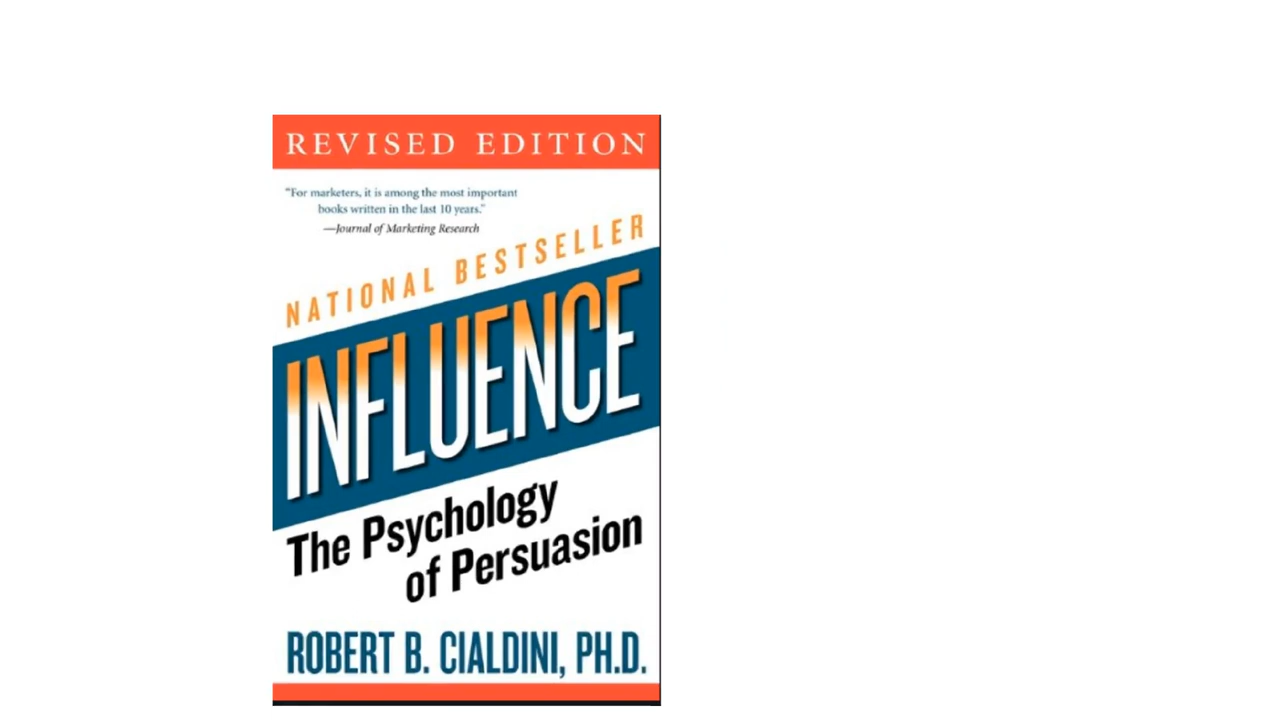 REVISED EDITION
"For marketers, it is among the most important
books written in the last 10 years."
—Journal of Marketing Research
NATIONAL BESTSELLER
INFLUENCE
The Psychology
of Persuasion
ROBERT B. CIALDINI, PH.D.